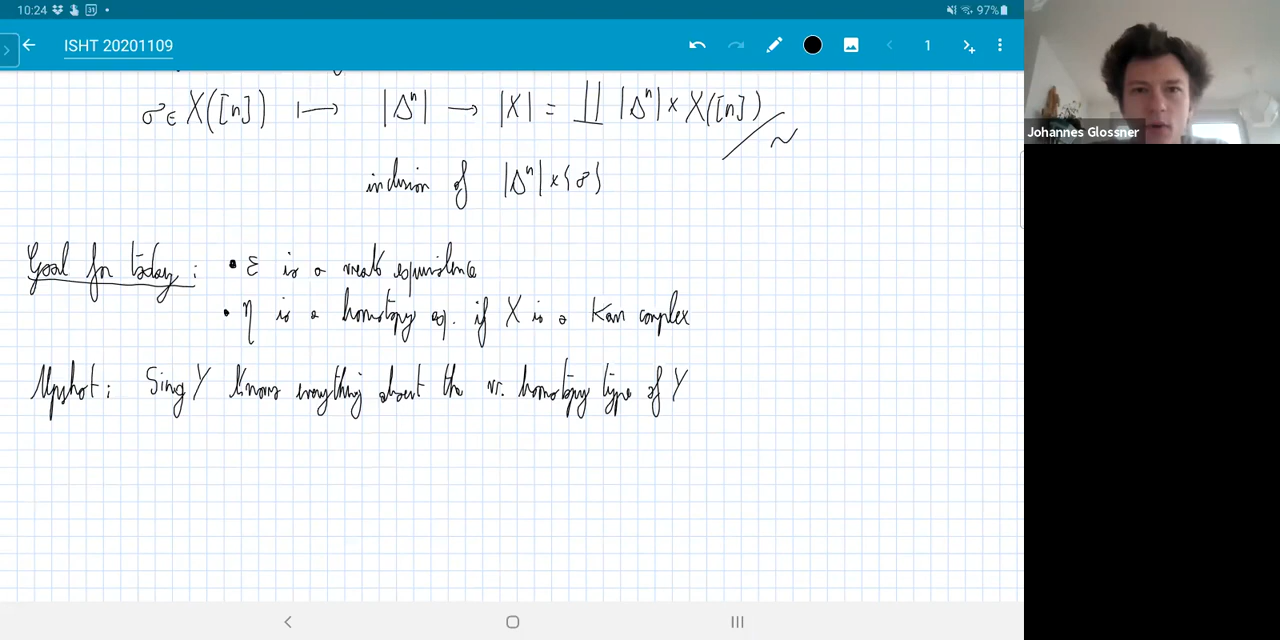 10:24
31
97%
ISHT 20201109
1
Johannes Glossner
σ ∈ X([n]) ↦ |Δⁿ| → |X| = ∐ |Δⁿ| × X([n]) / ~
inclusion of |Δⁿ| × {σ}
Goal for today: • ε is a weak equivalence
• η is a homotopy eq. if X is a Kan complex
Upshot: Sing Y knows everything about the w. homotopy type of Y